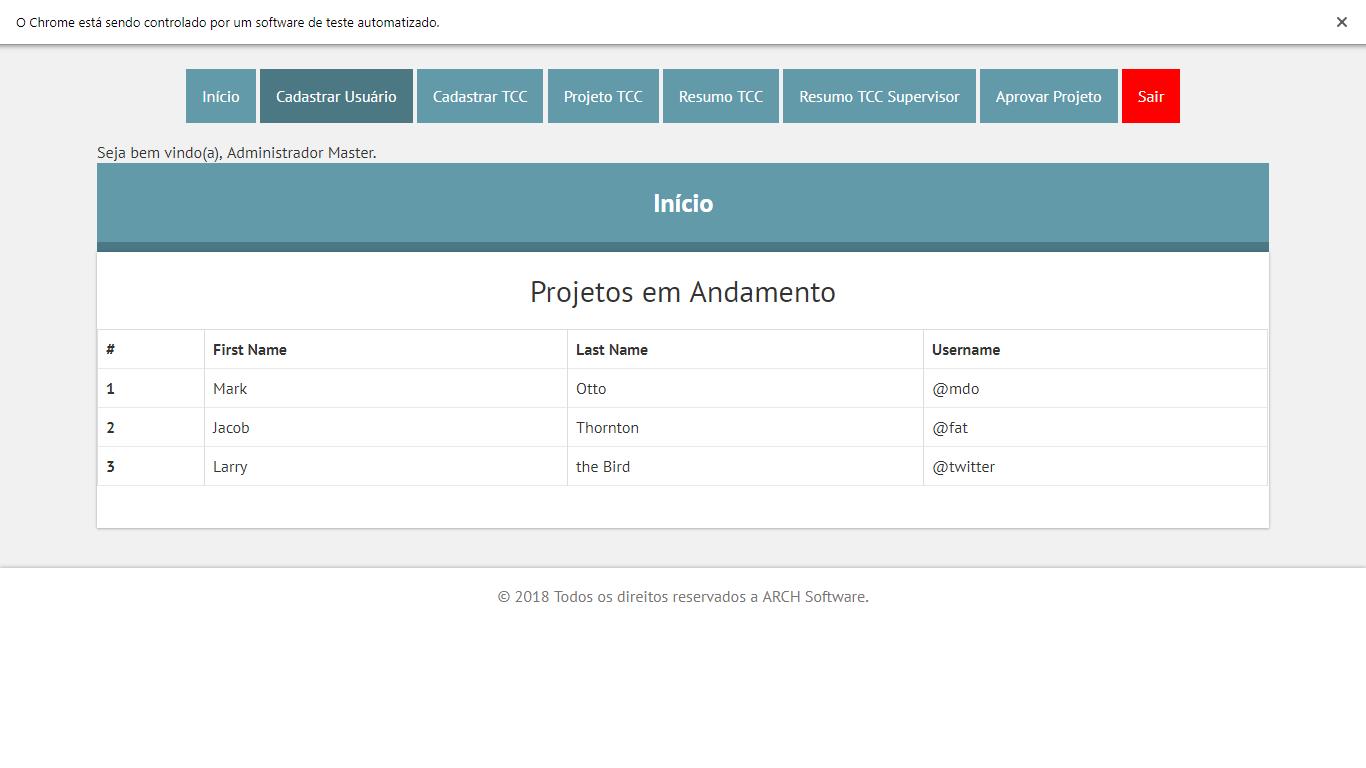 O Chrome está sendo controlado por um software de teste automatizado.
Início Cadastrar Usuário Cadastrar TCC Projeto TCC Resumo TCC Resumo TCC Supervisor Aprovar Projeto Sair
Seja bem vindo(a), Administrador Master.
Início
Projetos em Andamento
# First Name Last Name Username
1 Mark Otto @mdo
2 Jacob Thornton @fat
3 Larry the Bird @twitter
© 2018 Todos os direitos reservados a ARCH Software.